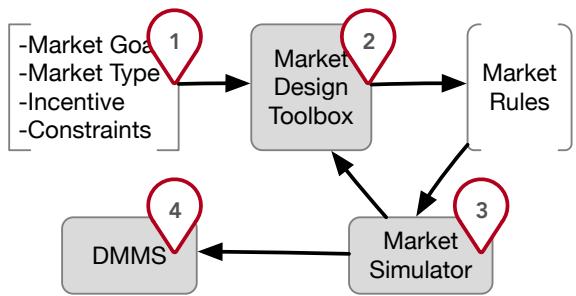 -Market Goa
-Market Type
-Incentive
-Constraints
1
Market
Design
Toolbox
2
Market
Rules
4
DMMS
3
Market
Simulator